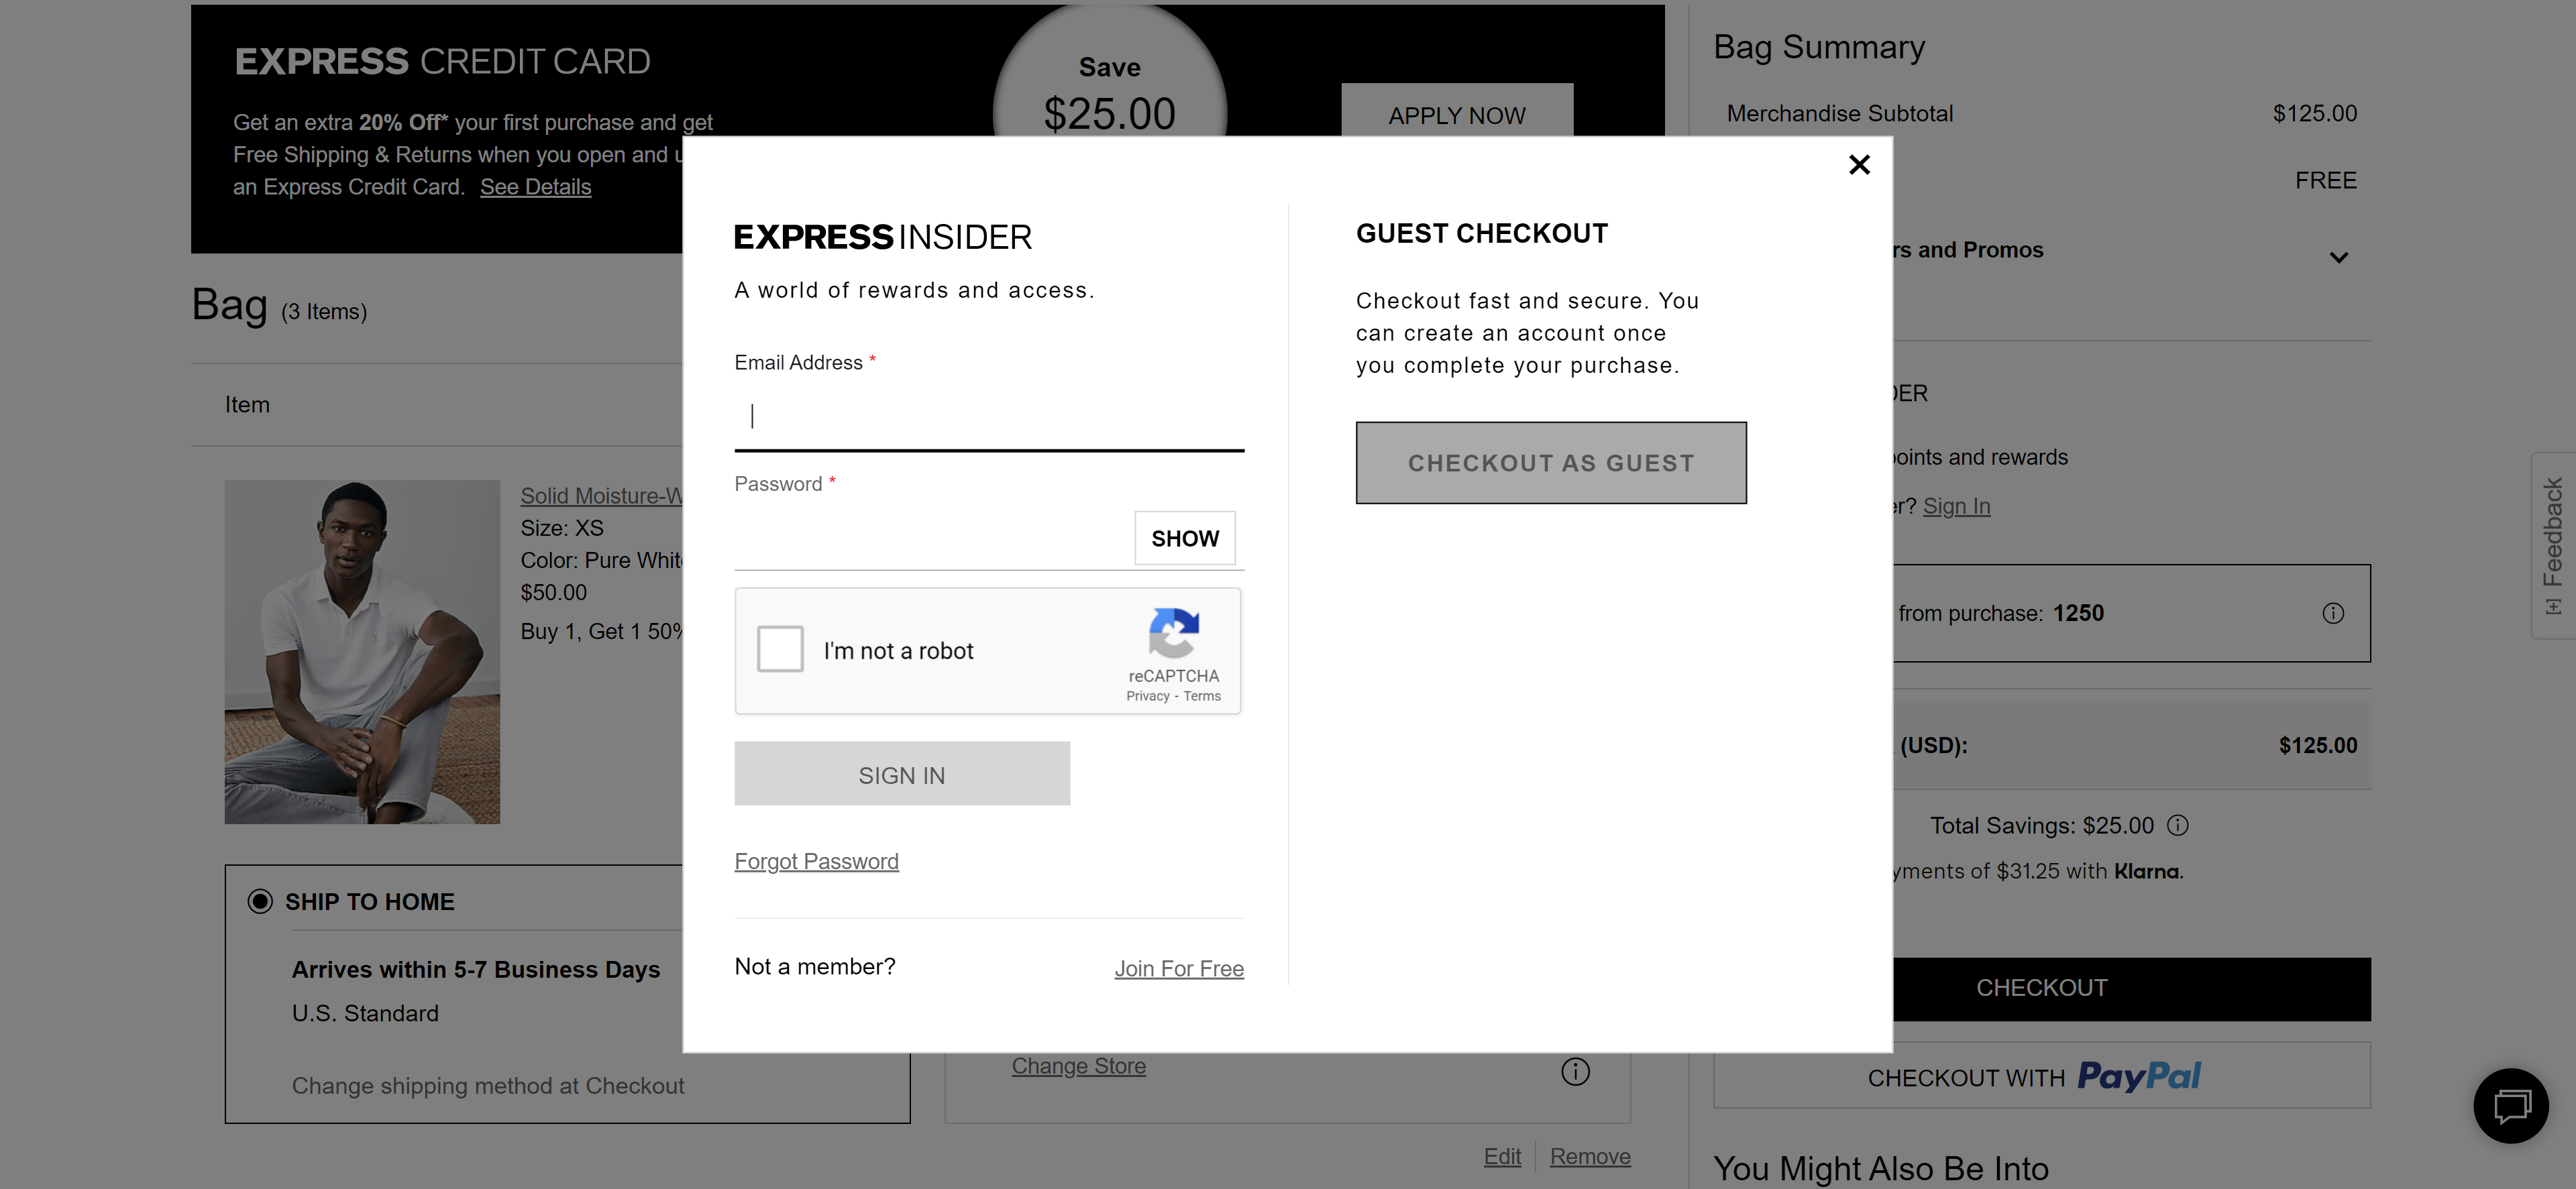 EXPRESS CREDIT CARD
Get an extra 20% Off* your first purchase and get
Free Shipping & Returns when you open and
an Express Credit Card. See Details
Save
$25.00
APPLY NOW
Bag (3 Items)
Item
Solid
Size: XS
Color: Pure
$50.00
Buy 1, Get 1
SHIP TO HOME
Arrives within 5-7 Business Days
U.S. Standard
Change shipping method at Checkout
Change Store
Edit
Remove
EXPRESS INSIDER
A world of rewards and access.
Email Address *
Password *
SHOW
I'm not a robot
reCAPTCHA
Privacy - Terms
SIGN IN
Forgot Password
Not a member?
Join For Free
GUEST CHECKOUT
Checkout fast and secure. You
can create an account once
you complete your purchase.
CHECKOUT AS GUEST
Bag Summary
Merchandise Subtotal $125.00
FREE
and Promos
and rewards
Sign In
from purchase: 1250
(USD): $125.00
Total Savings: $25.00
of $31.25 with Klarna.
CHECKOUT
CHECKOUT WITH PayPal
You Might Also Be Into
[+] Feedback